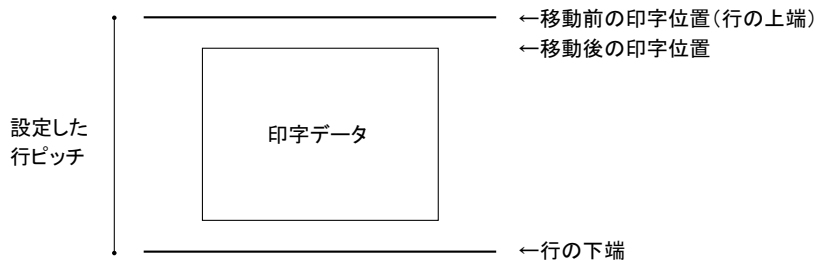 ←移動前の印字位置(行の上端)
←移動後の印字位置
設定した
行ピッチ
印字データ
←行の下端